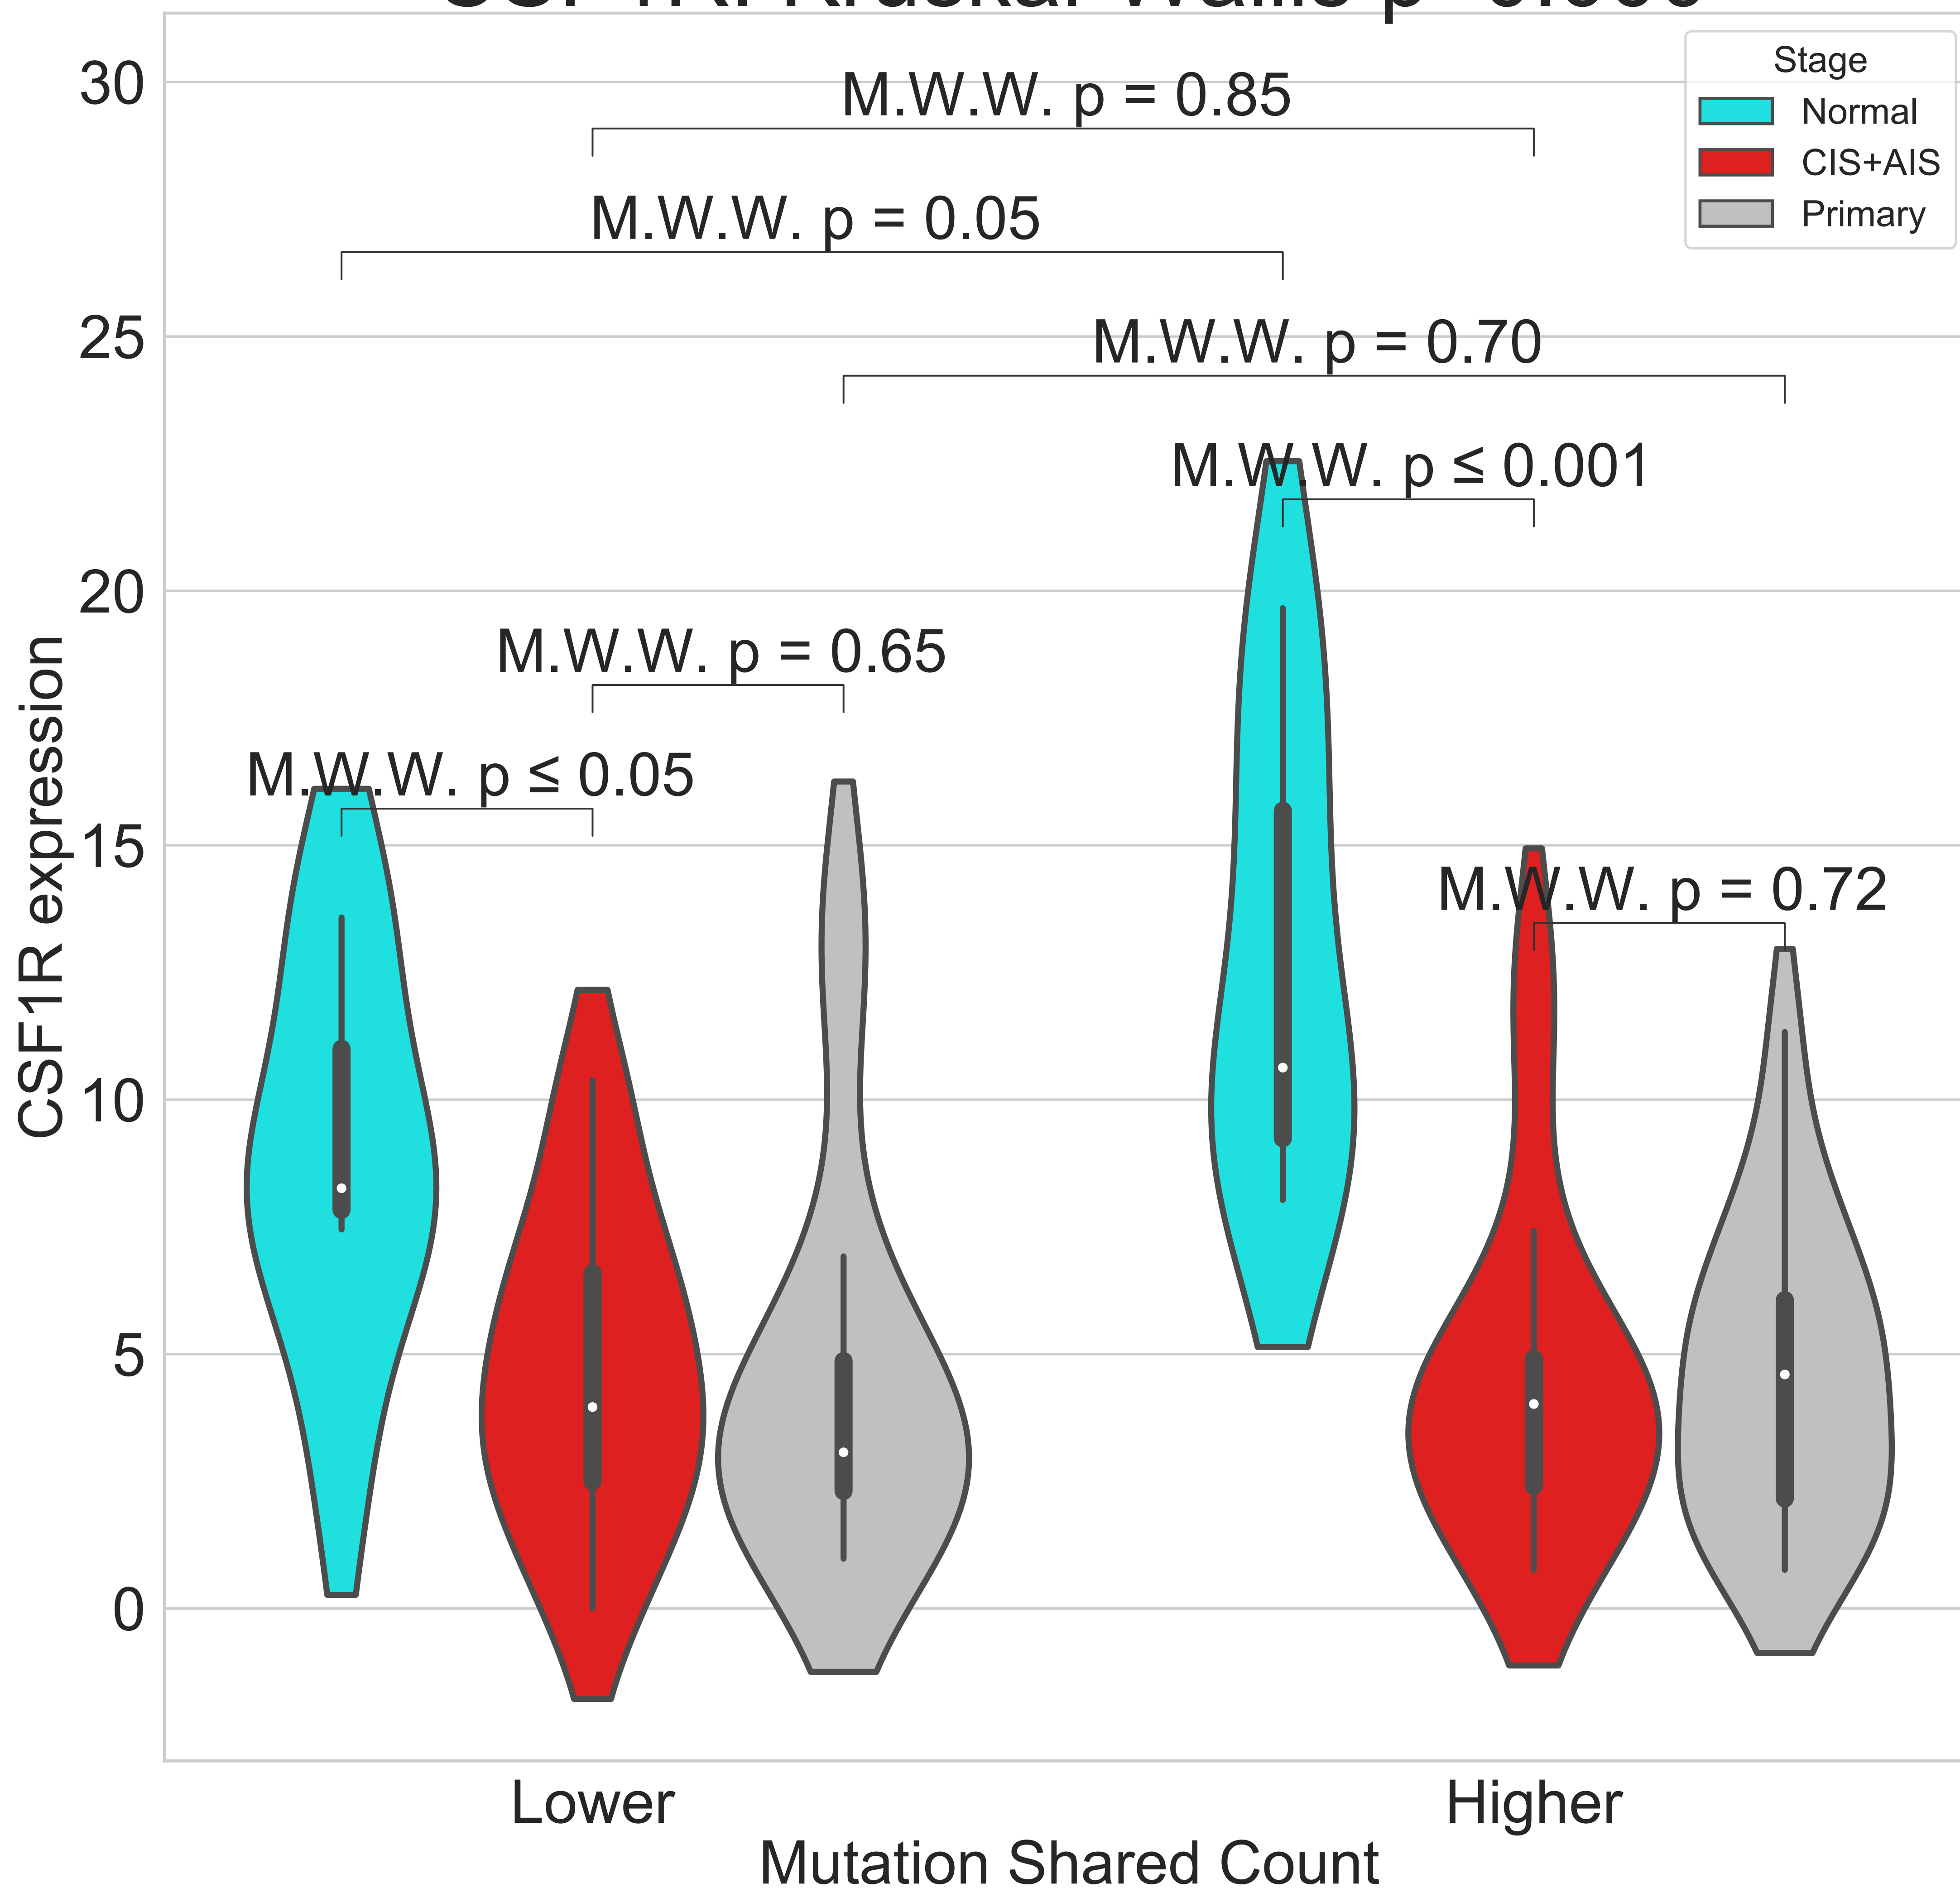 Stage
Normal
CIS+AIS
Primary
M.W.W. p = 0.85
M.W.W. p = 0.05
M.W.W. p = 0.70
M.W.W. p ≤ 0.001
M.W.W. p = 0.65
M.W.W. p ≤ 0.05
M.W.W. p = 0.72
30
25
20
15
10
5
0
CSF1R expression
Lower
Higher
Mutation Shared Count